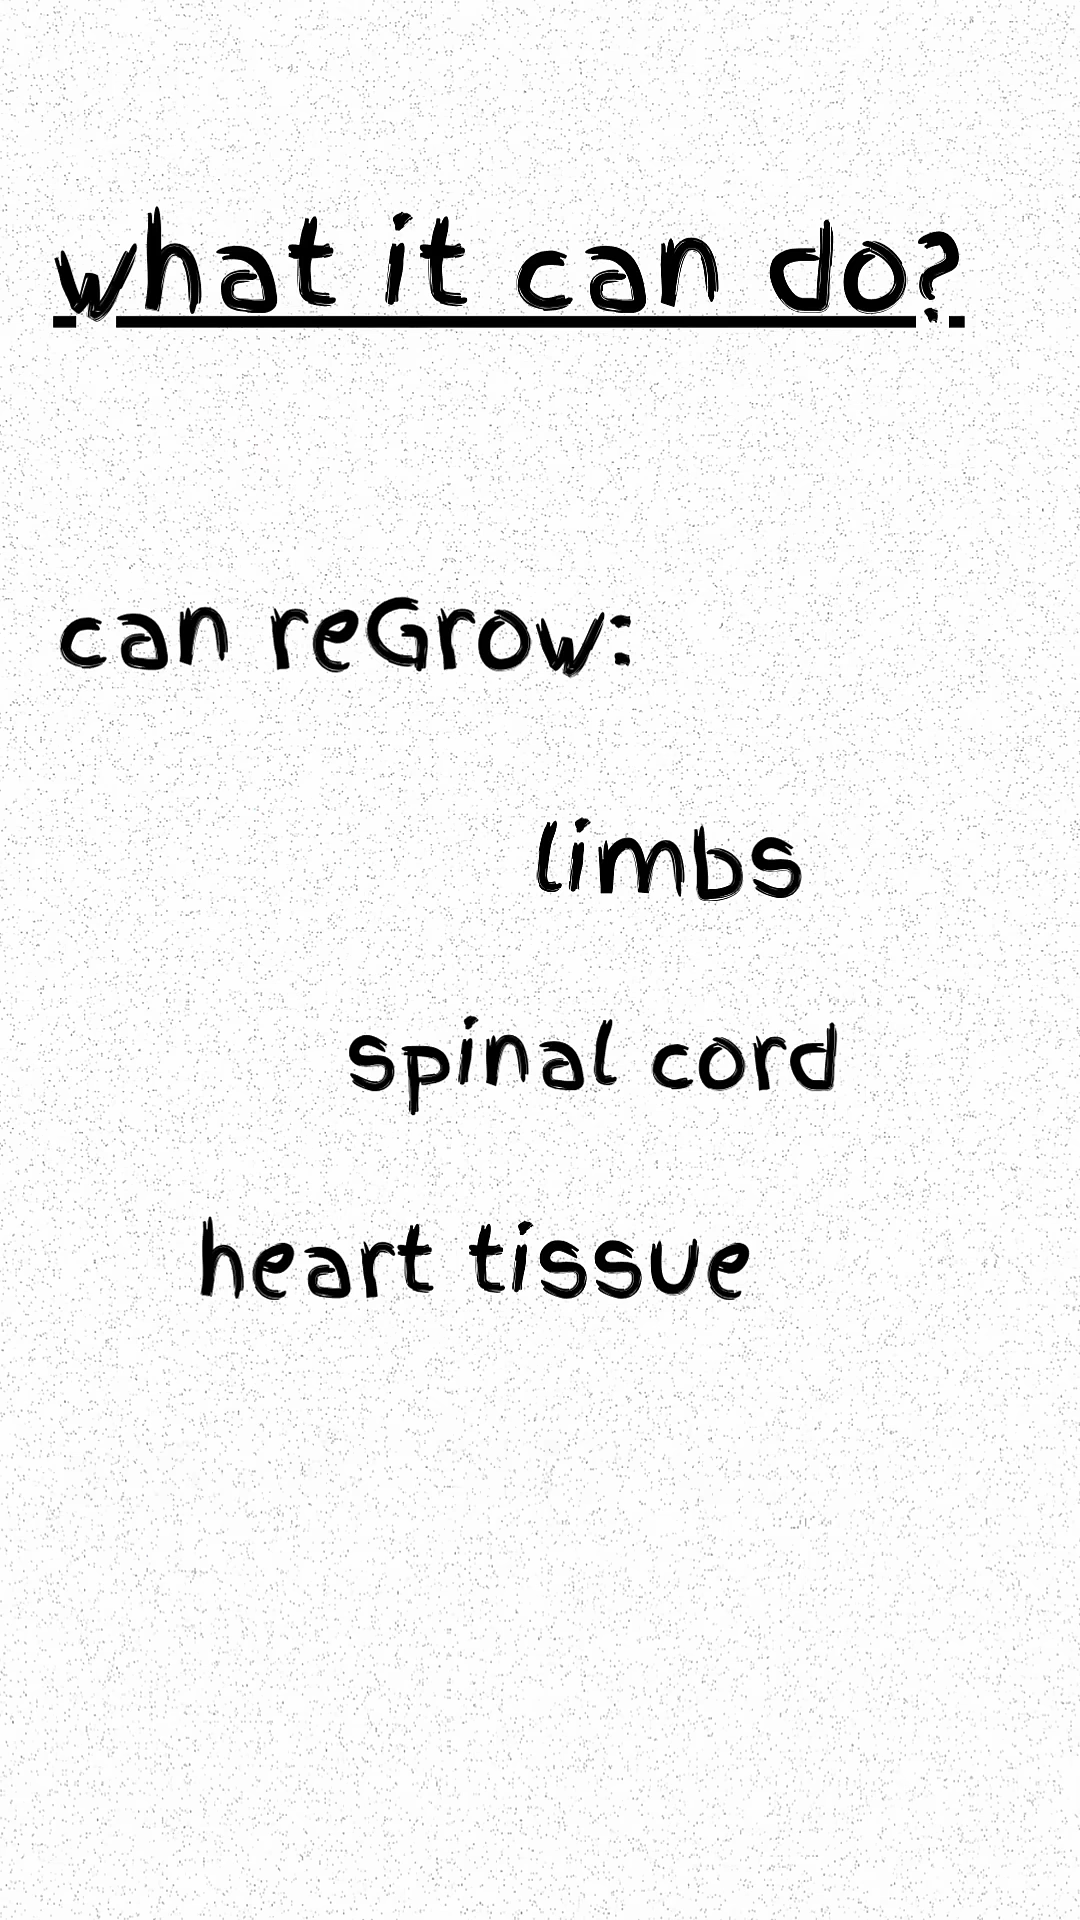 what it can do?
can reGrow:
limbs
spinal cord
heart tissue